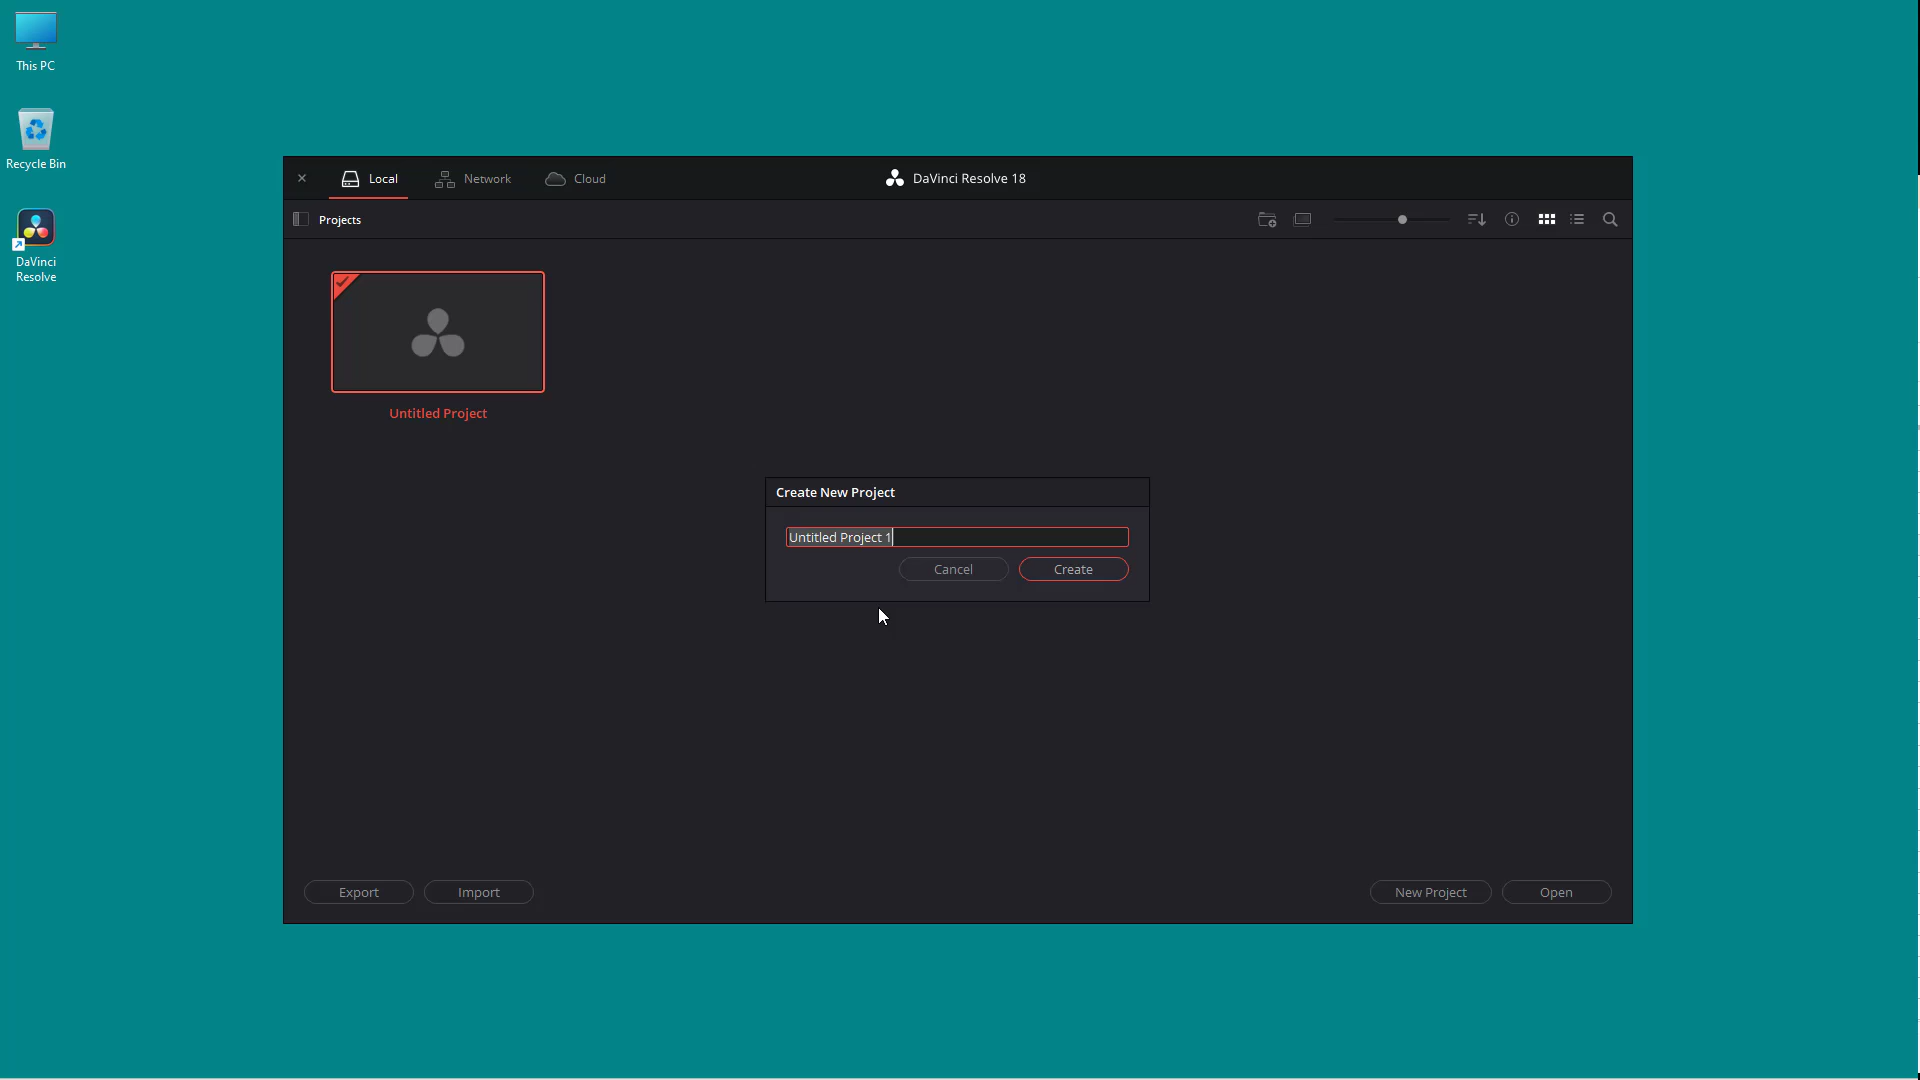 This PC
Recycle Bin
DaVinci
Resolve
Local
Network
Cloud
DaVinci Resolve 18
Projects
Untitled Project
Create New Project
Untitled Project 1
Cancel
Create
Export
Import
New Project
Open